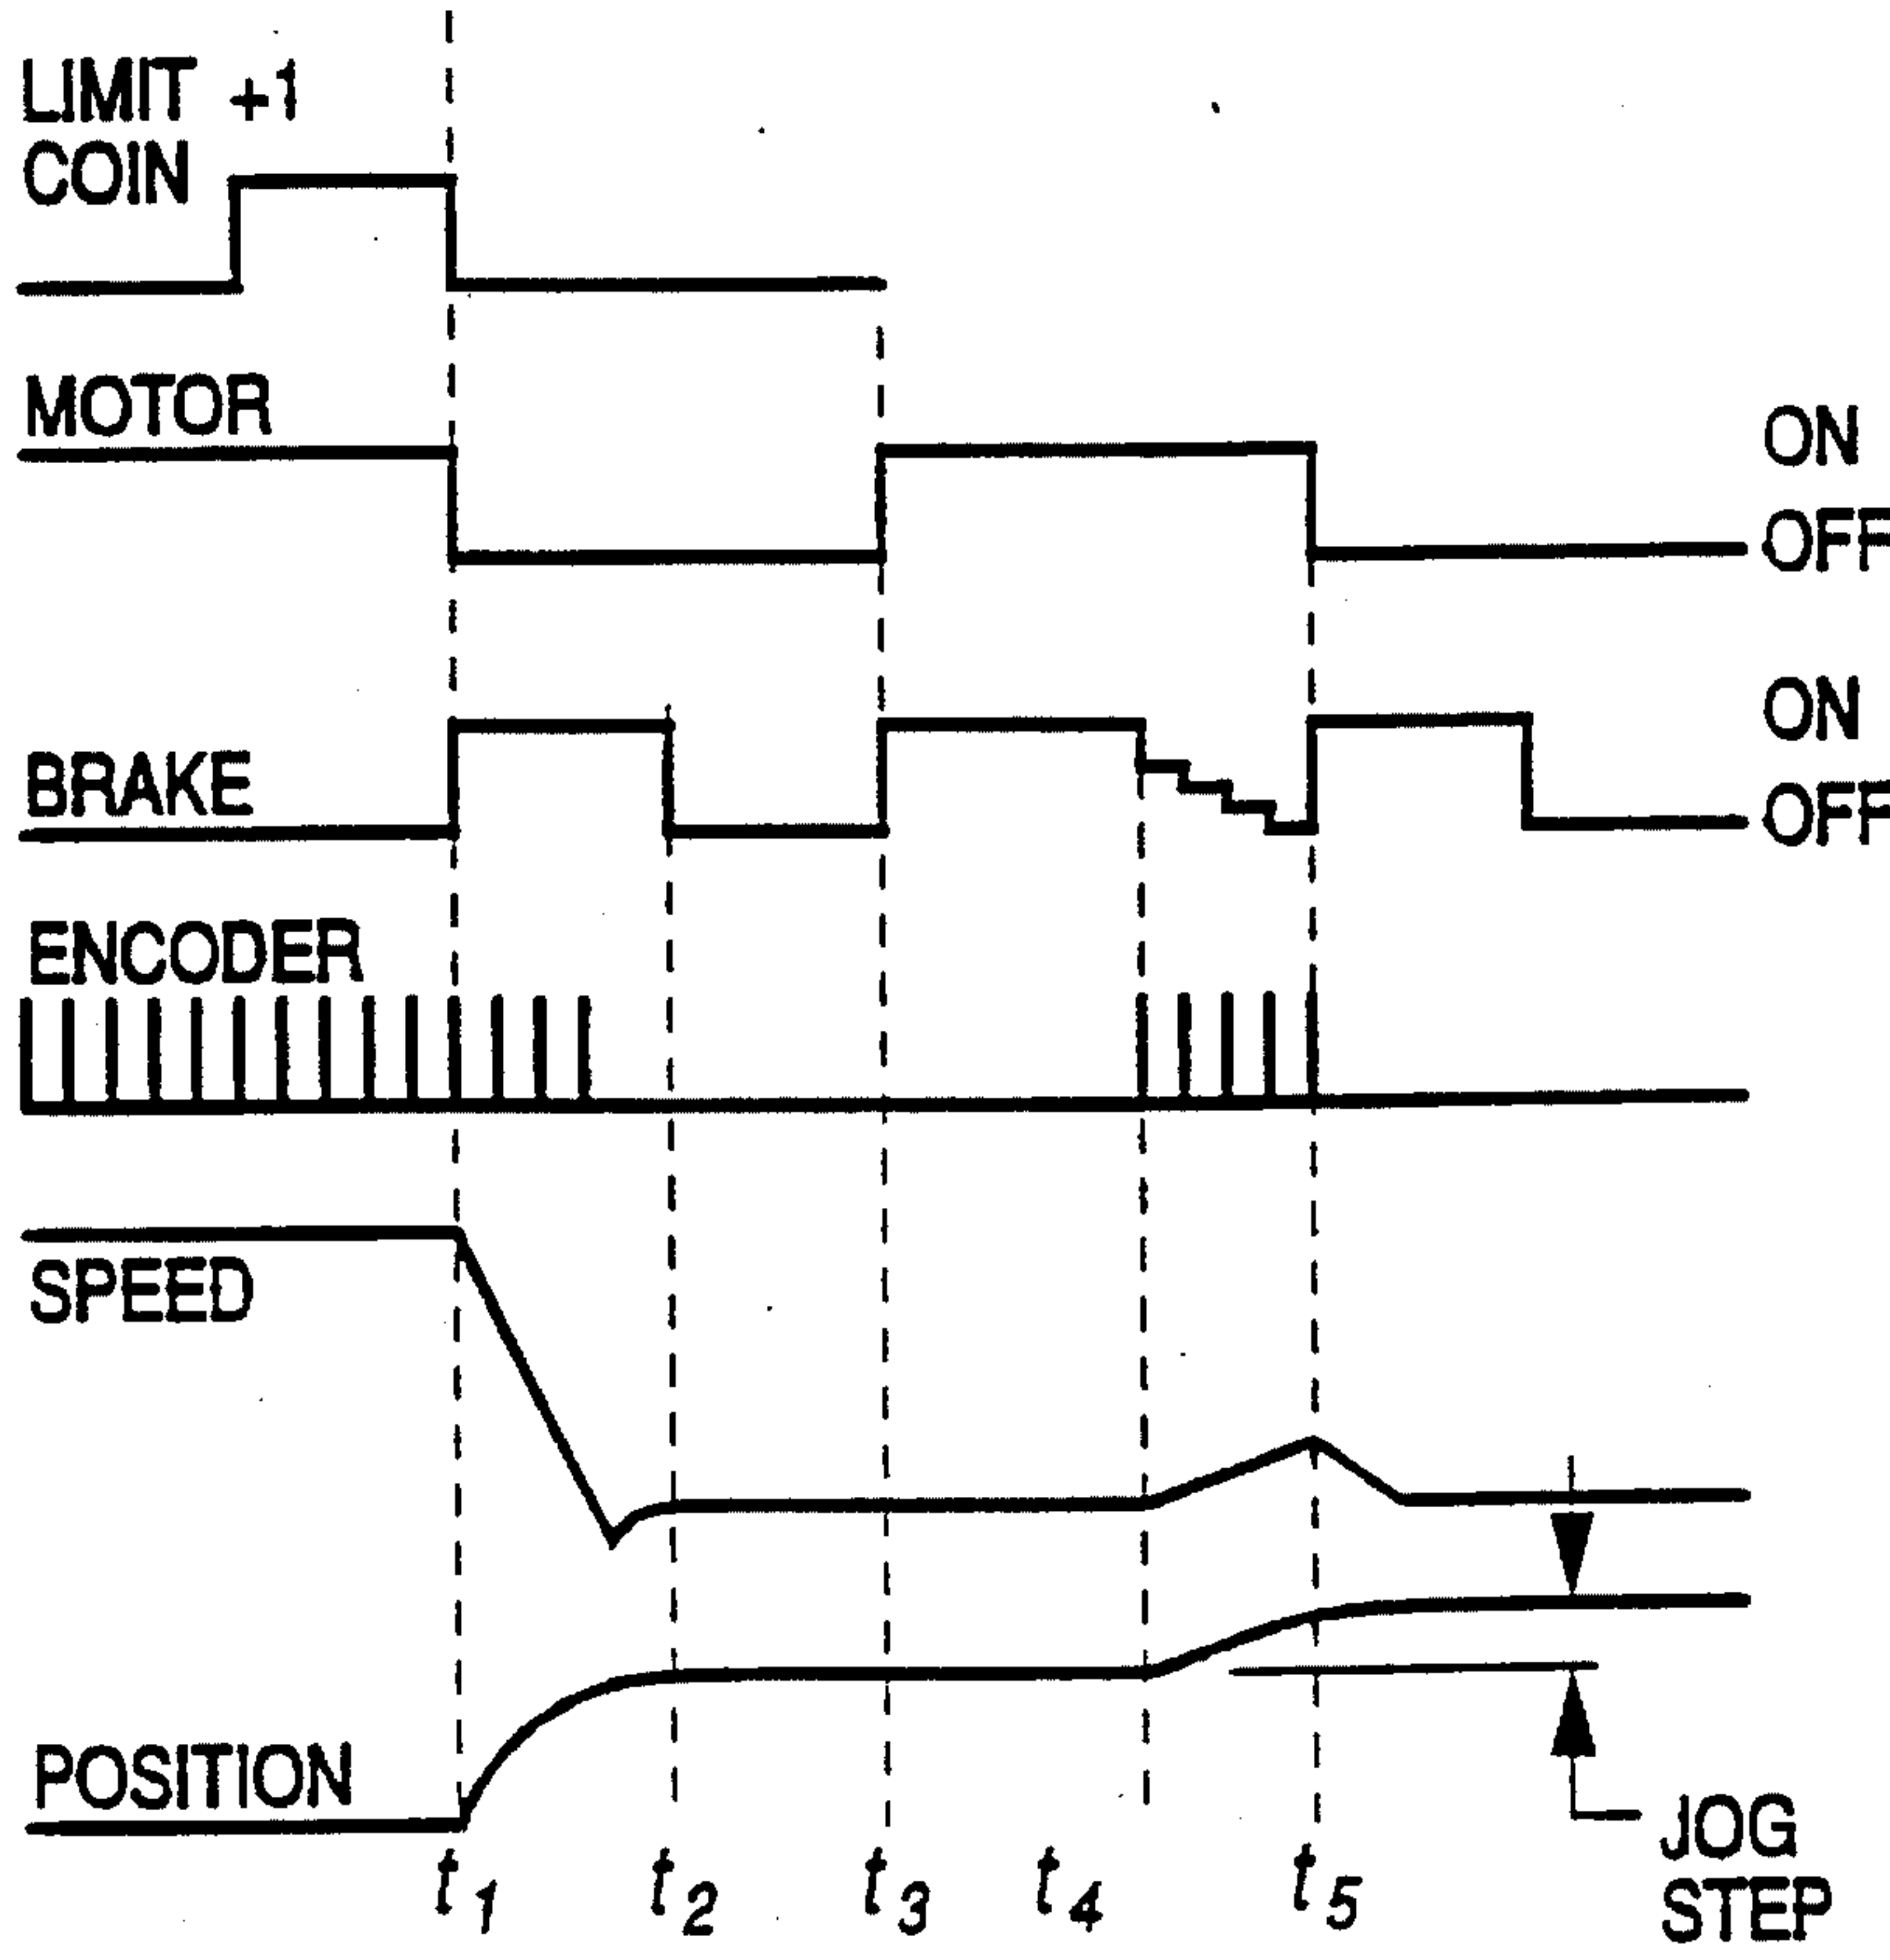 LIMIT +1
COIN
MOTOR
ON
OFF
ON
BRAKE
OFF
ENCODER
SPEED
POSITION
t1 t2 t3 t4 t5
JOG
STEP